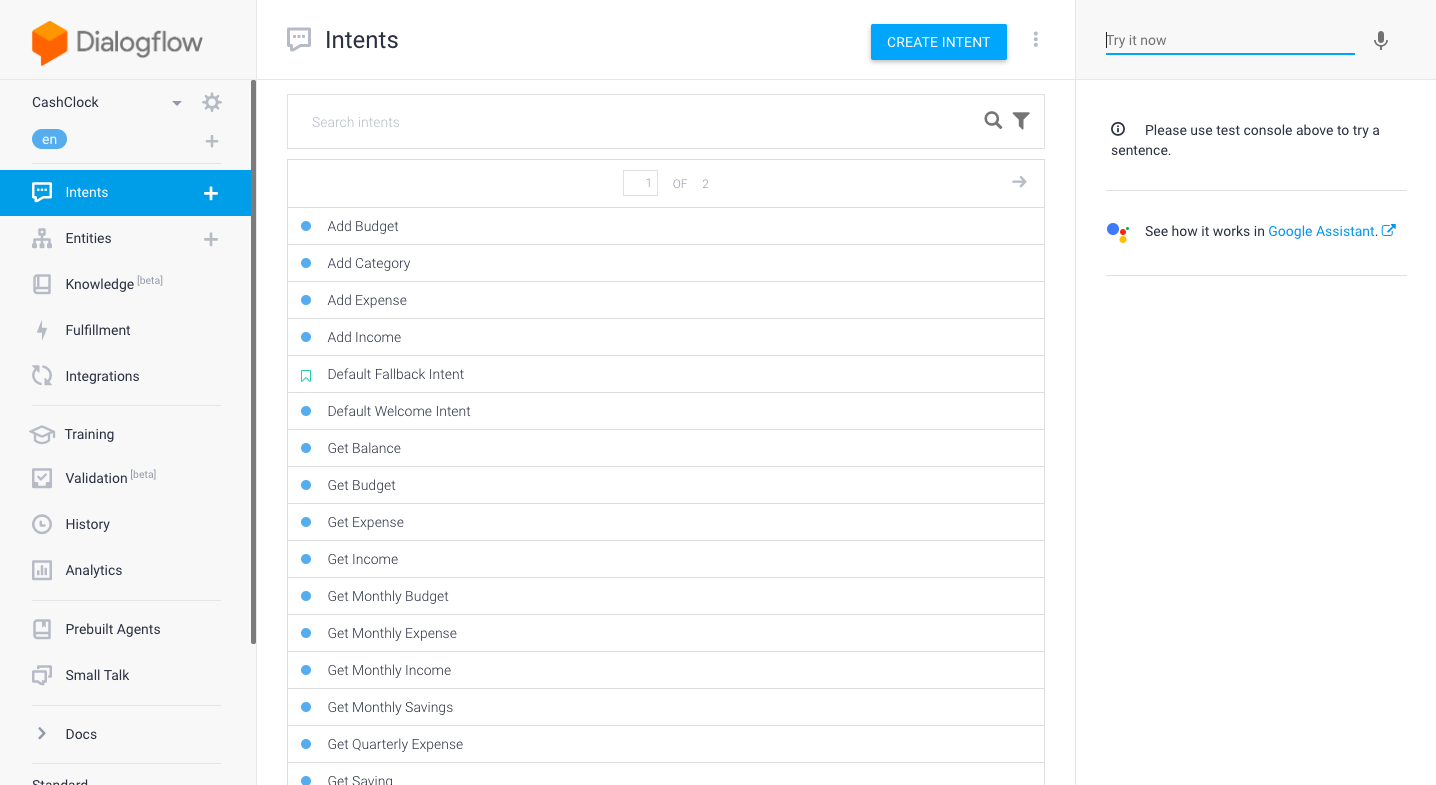 Dialogflow
CashClock
en
Intents
Entities
Knowledge [beta]
Fulfillment
Integrations
Training
Validation [beta]
History
Analytics
Prebuilt Agents
Small Talk
Docs
Standard
Intents
CREATE INTENT
Search intents
1 OF 2
Add Budget
Add Category
Add Expense
Add Income
Default Fallback Intent
Default Welcome Intent
Get Balance
Get Budget
Get Expense
Get Income
Get Monthly Budget
Get Monthly Expense
Get Monthly Income
Get Monthly Savings
Get Quarterly Expense
Get Saving
Try it now
Please use test console above to try a
sentence.
See how it works in Google Assistant.